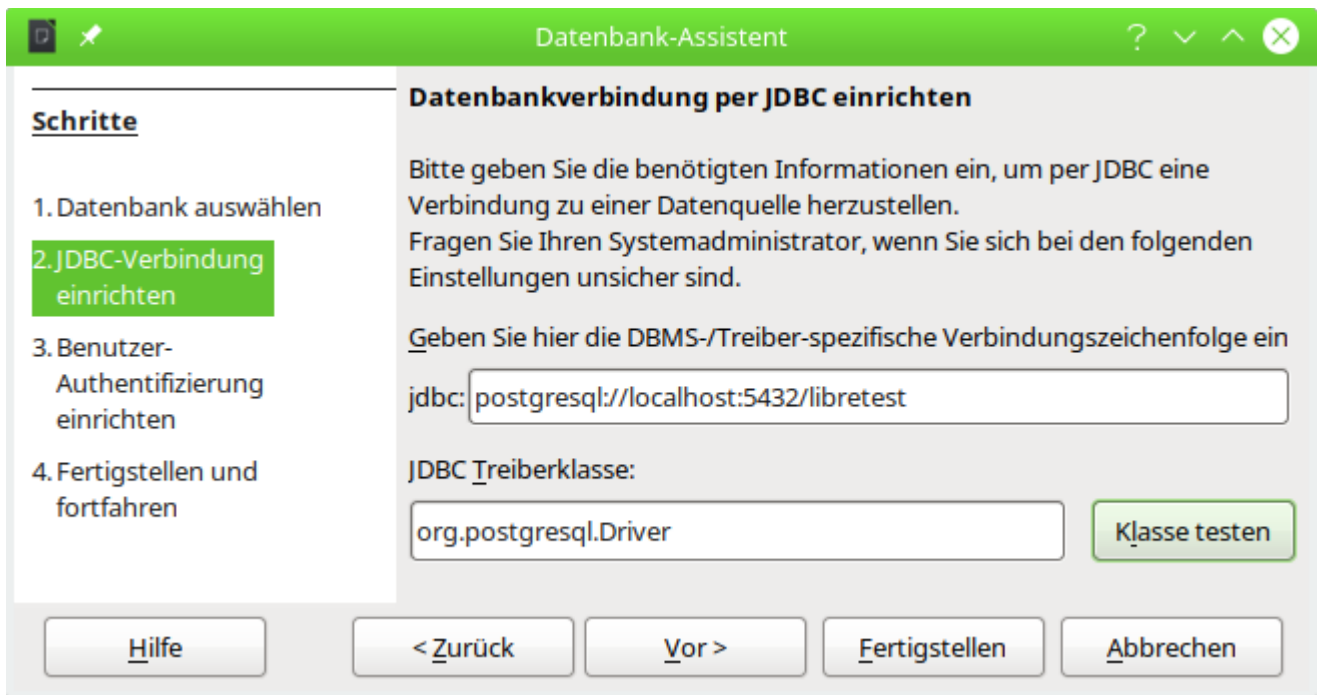 Datenbank-Assistent
Schritte
1. Datenbank auswählen
2. JDBC-Verbindung
einrichten
3. Benutzer-
Authentifizierung
einrichten
4. Fertigstellen und
fortfahren
Datenbankverbindung per JDBC einrichten
Bitte geben Sie die benötigten Informationen ein, um per JDBC eine
Verbindung zu einer Datenquelle herzustellen.
Fragen Sie Ihren Systemadministrator, wenn Sie sich bei den folgenden
Einstellungen unsicher sind.
Geben Sie hier die DBMS-/Treiber-spezifische Verbindungszeichenfolge ein
jdbc: postgresql://localhost:5432/libretest
JDBC Treiberklasse:
org.postgresql.Driver Klasse testen
Hilfe < Zurück Vor > Fertigstellen Abbrechen